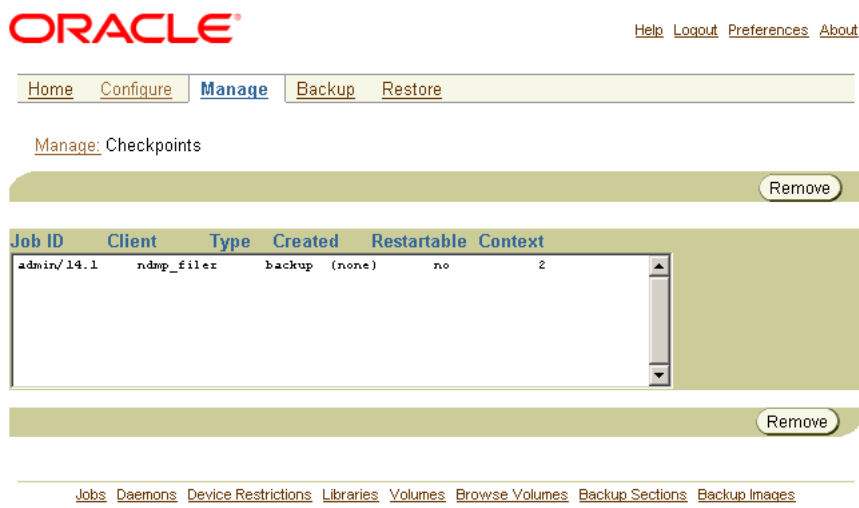 ORACLE
Help Logout Preferences About
Home Configure Manage Backup Restore
Manage: Checkpoints
Remove
Job ID Client Type Created Restartable Context
admin/14.1 ndmp_filer backup (none) no 2
Remove
Jobs Daemons Device Restrictions Libraries Volumes Browse Volumes Backup Sections Backup Images